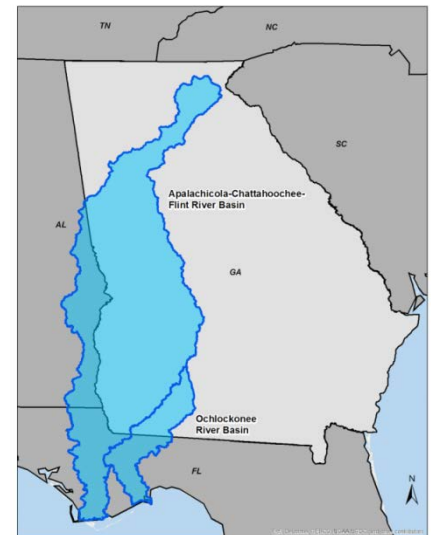 TN
NC
SC
Apalachicola-Chattahoochee-
Flint River Basin
AL
GA
Ochlockonee
River Basin
FL
N